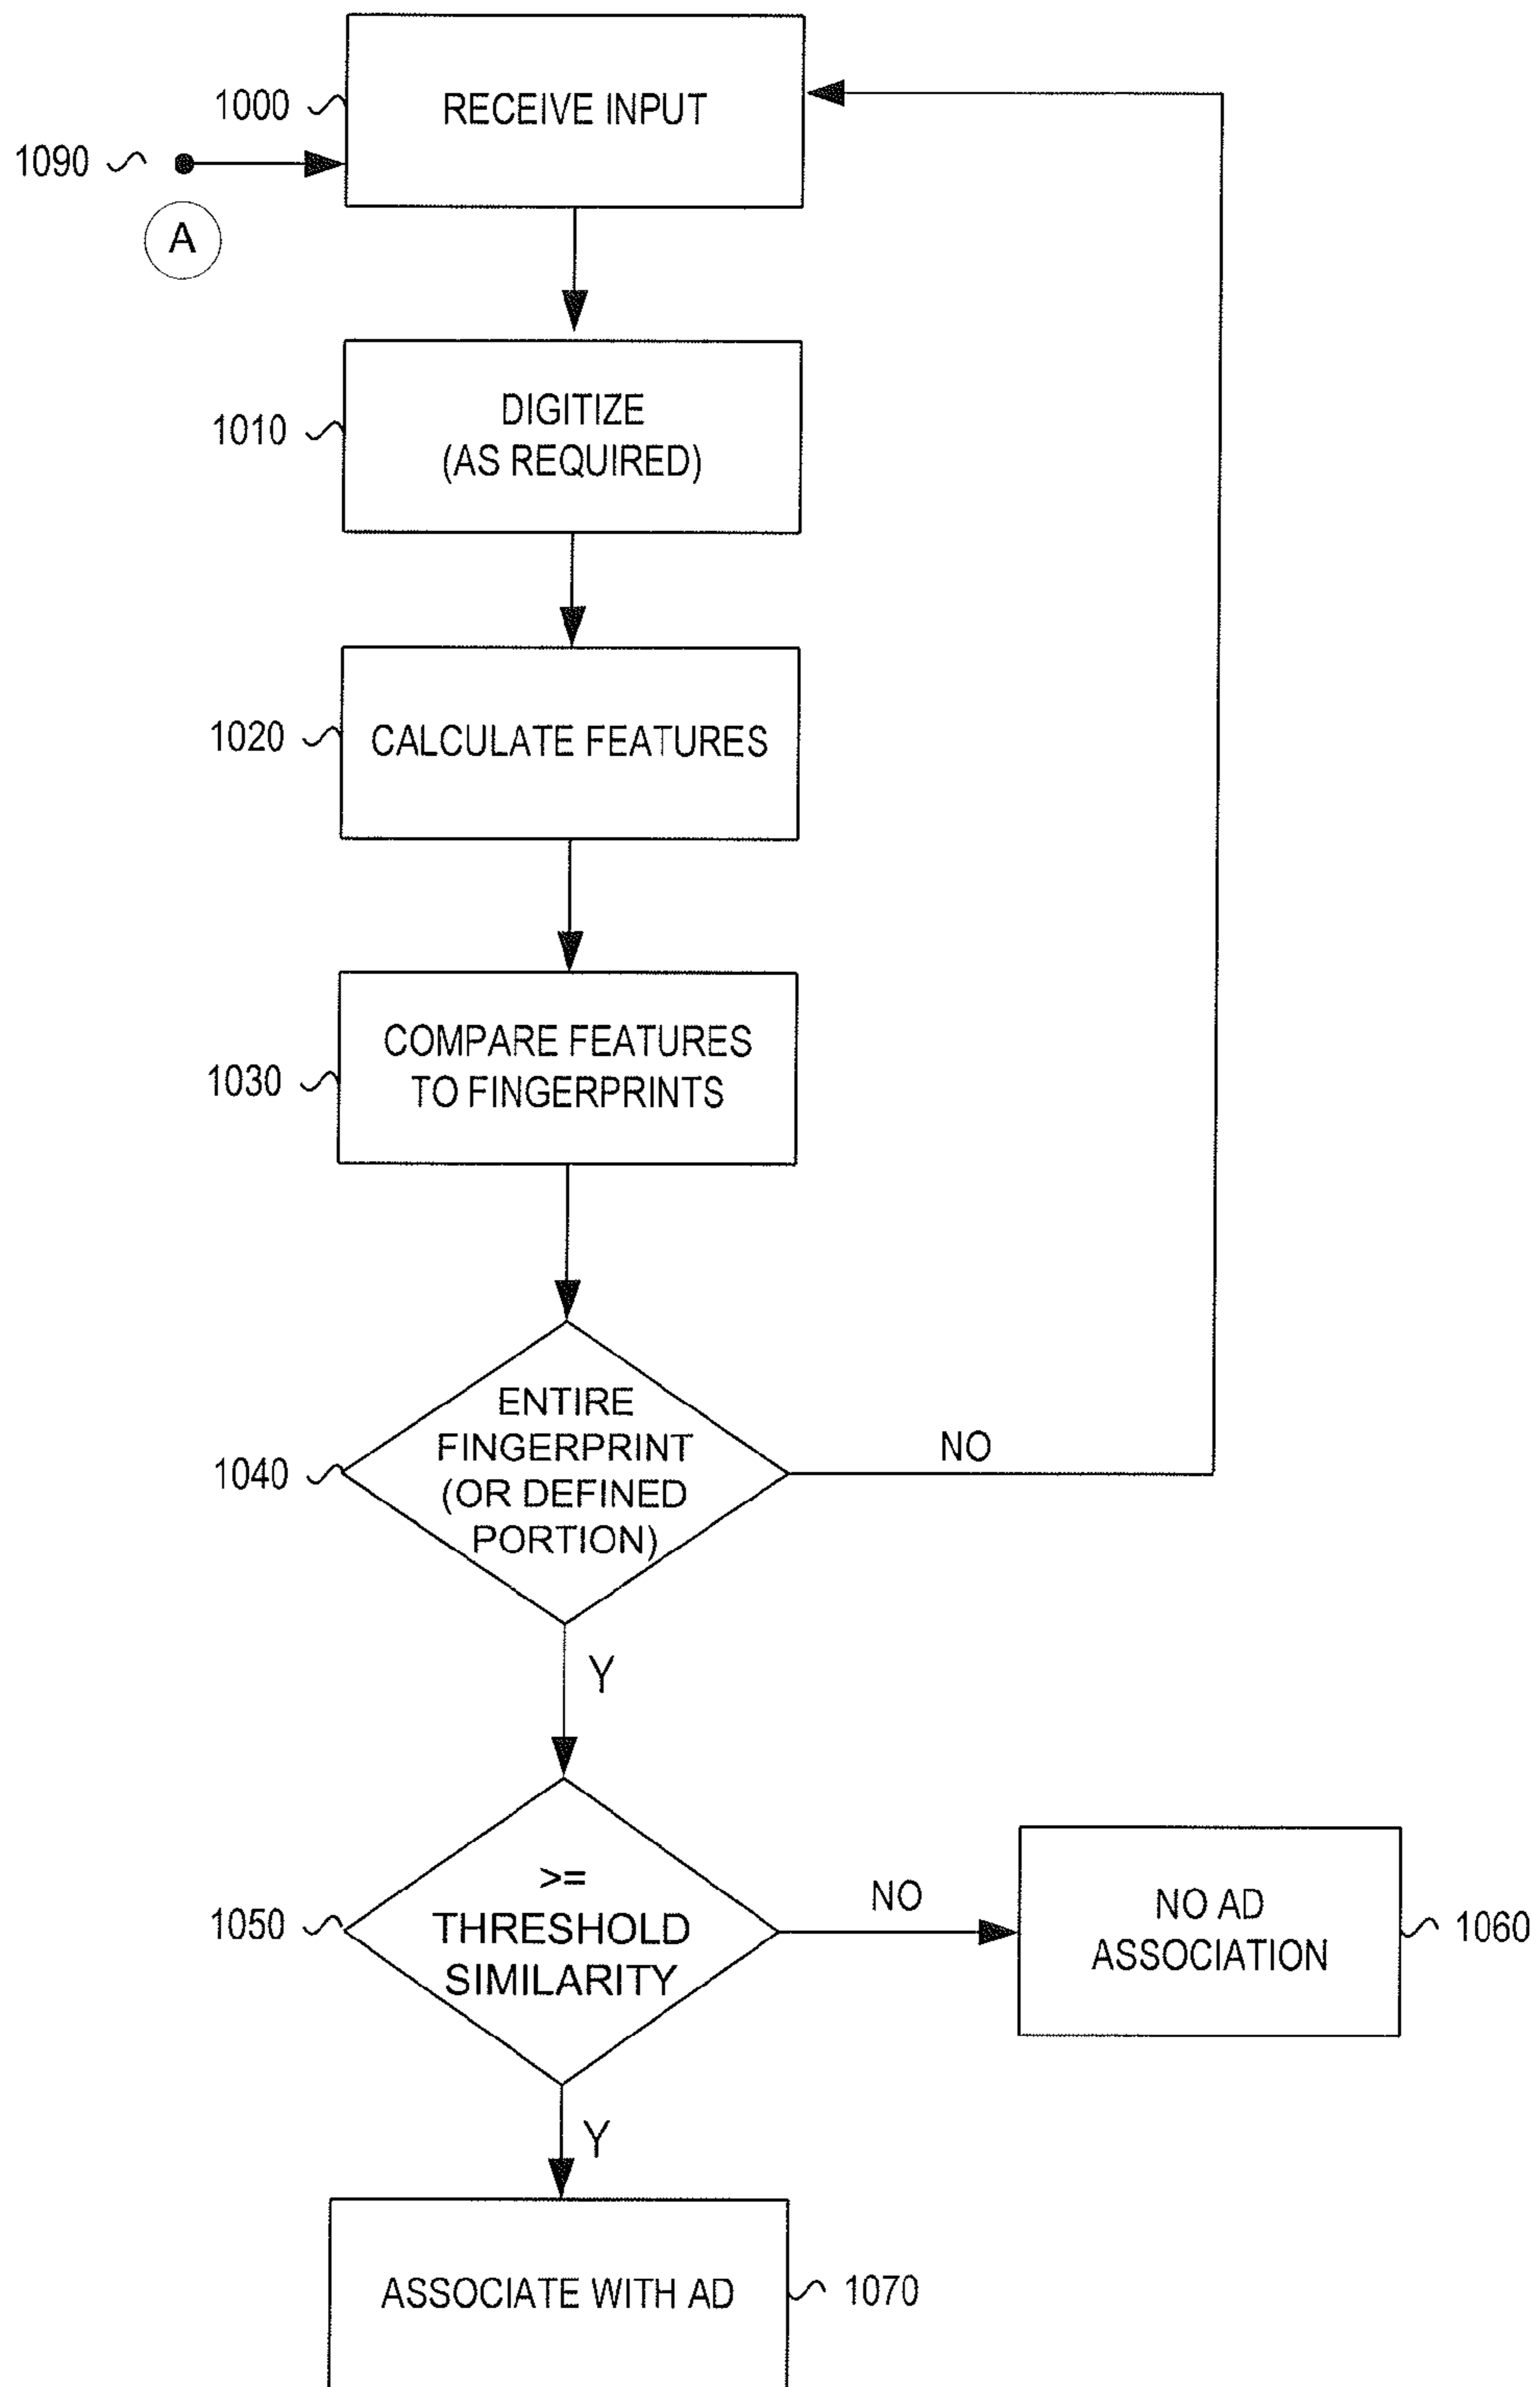 1000
RECEIVE INPUT
1090
A
1010
DIGITIZE
(AS REQUIRED)
1020
CALCULATE FEATURES
1030
COMPARE FEATURES
TO FINGERPRINTS
1040
ENTIRE
FINGERPRINT
(OR DEFINED
PORTION)
NO
Y
1050
>=
THRESHOLD
SIMILARITY
NO
NO AD
ASSOCIATION
1060
Y
ASSOCIATE WITH AD
1070